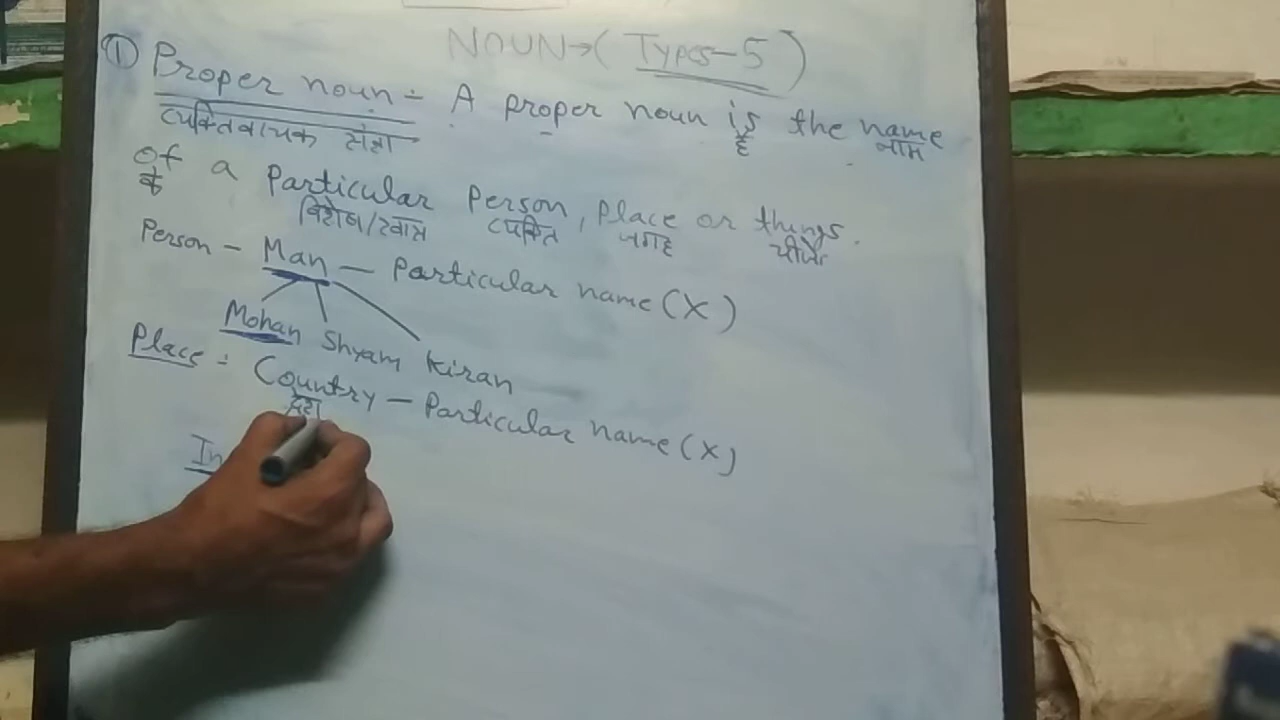 NOUN→(Types-5)
① Proper noun:- A proper noun is the name
व्यक्तिवाचक संज्ञा है नाम
of a Particular Person, Place or things.
के विशेष/खास व्यक्ति जगह चीजें
Person - Man - Particular name (X)
Mohan Shyam Kiran
Place:- Country - Particular name (X)
देश
In